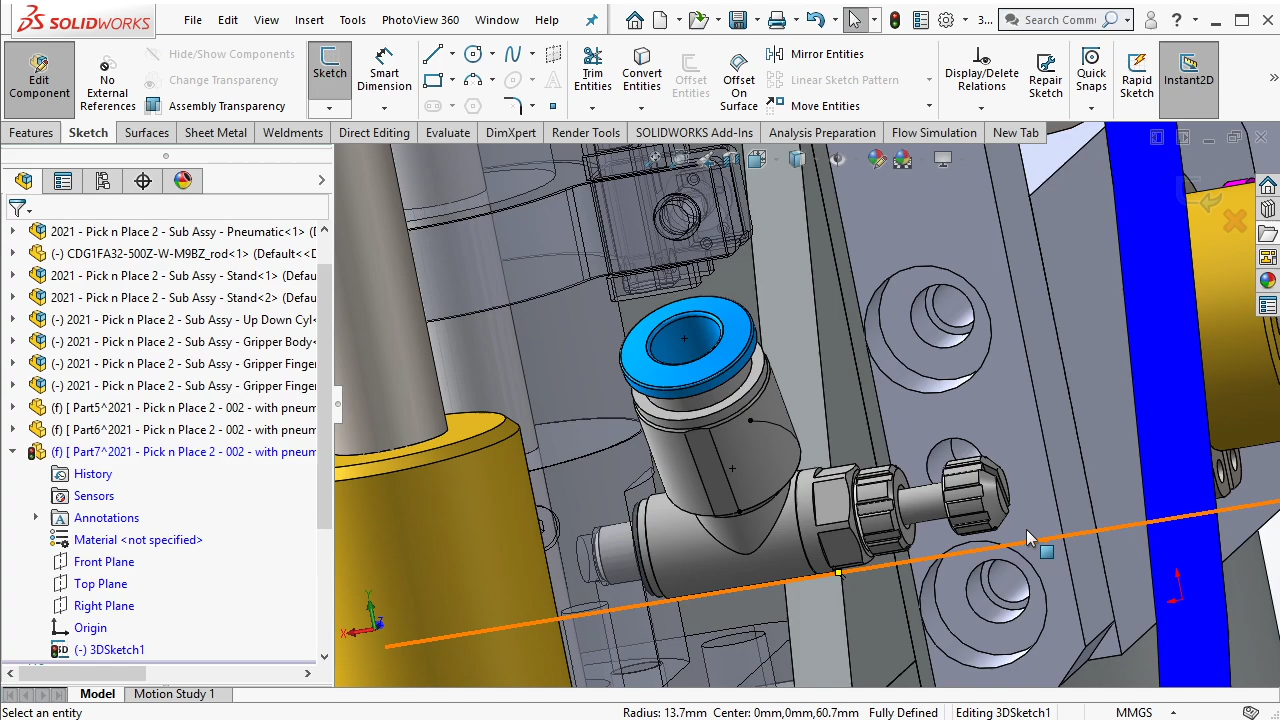 SOLIDWORKS
File Edit View Insert Tools PhotoView 360 Window Help
3... Search Commu
Edit Component
No External References
Hide/Show Components
Change Transparency
Assembly Transparency
Sketch
Smart Dimension
Trim Entities
Convert Entities
Offset Entities
Offset On Surface
Mirror Entities
Linear Sketch Pattern
Move Entities
Display/Delete Relations
Repair Sketch
Quick Snaps
Rapid Sketch
Instant2D
Features Sketch Surfaces Sheet Metal Weldments Direct Editing Evaluate DimXpert Render Tools SOLIDWORKS Add-Ins Analysis Preparation Flow Simulation New Tab
2021 - Pick n Place 2 - Sub Assy - Pneumatic<1> (D
(-) CDG1FA32-500Z-W-M9BZ_rod<1> (Default<<D
2021 - Pick n Place 2 - Sub Assy - Stand<1> (Defau
2021 - Pick n Place 2 - Sub Assy - Stand<2> (Defau
(-) 2021 - Pick n Place 2 - Sub Assy - Up Down Cyl<
(-) 2021 - Pick n Place 2 - Sub Assy - Gripper Body<
(-) 2021 - Pick n Place 2 - Sub Assy - Gripper Finger
(-) 2021 - Pick n Place 2 - Sub Assy - Gripper Finger
(f) [ Part5^2021 - Pick n Place 2 - 002 - with pneum
(f) [ Part6^2021 - Pick n Place 2 - 002 - with pneum
(f) [ Part7^2021 - Pick n Place 2 - 002 - with pneum
History
Sensors
Annotations
Material <not specified>
Front Plane
Top Plane
Right Plane
Origin
(-) 3DSketch1
Y
X
Z
Model Motion Study 1
Select an entity Radius: 13.7mm Center: 0mm,0mm,60.7mm Fully Defined Editing 3DSketch1 MMGS